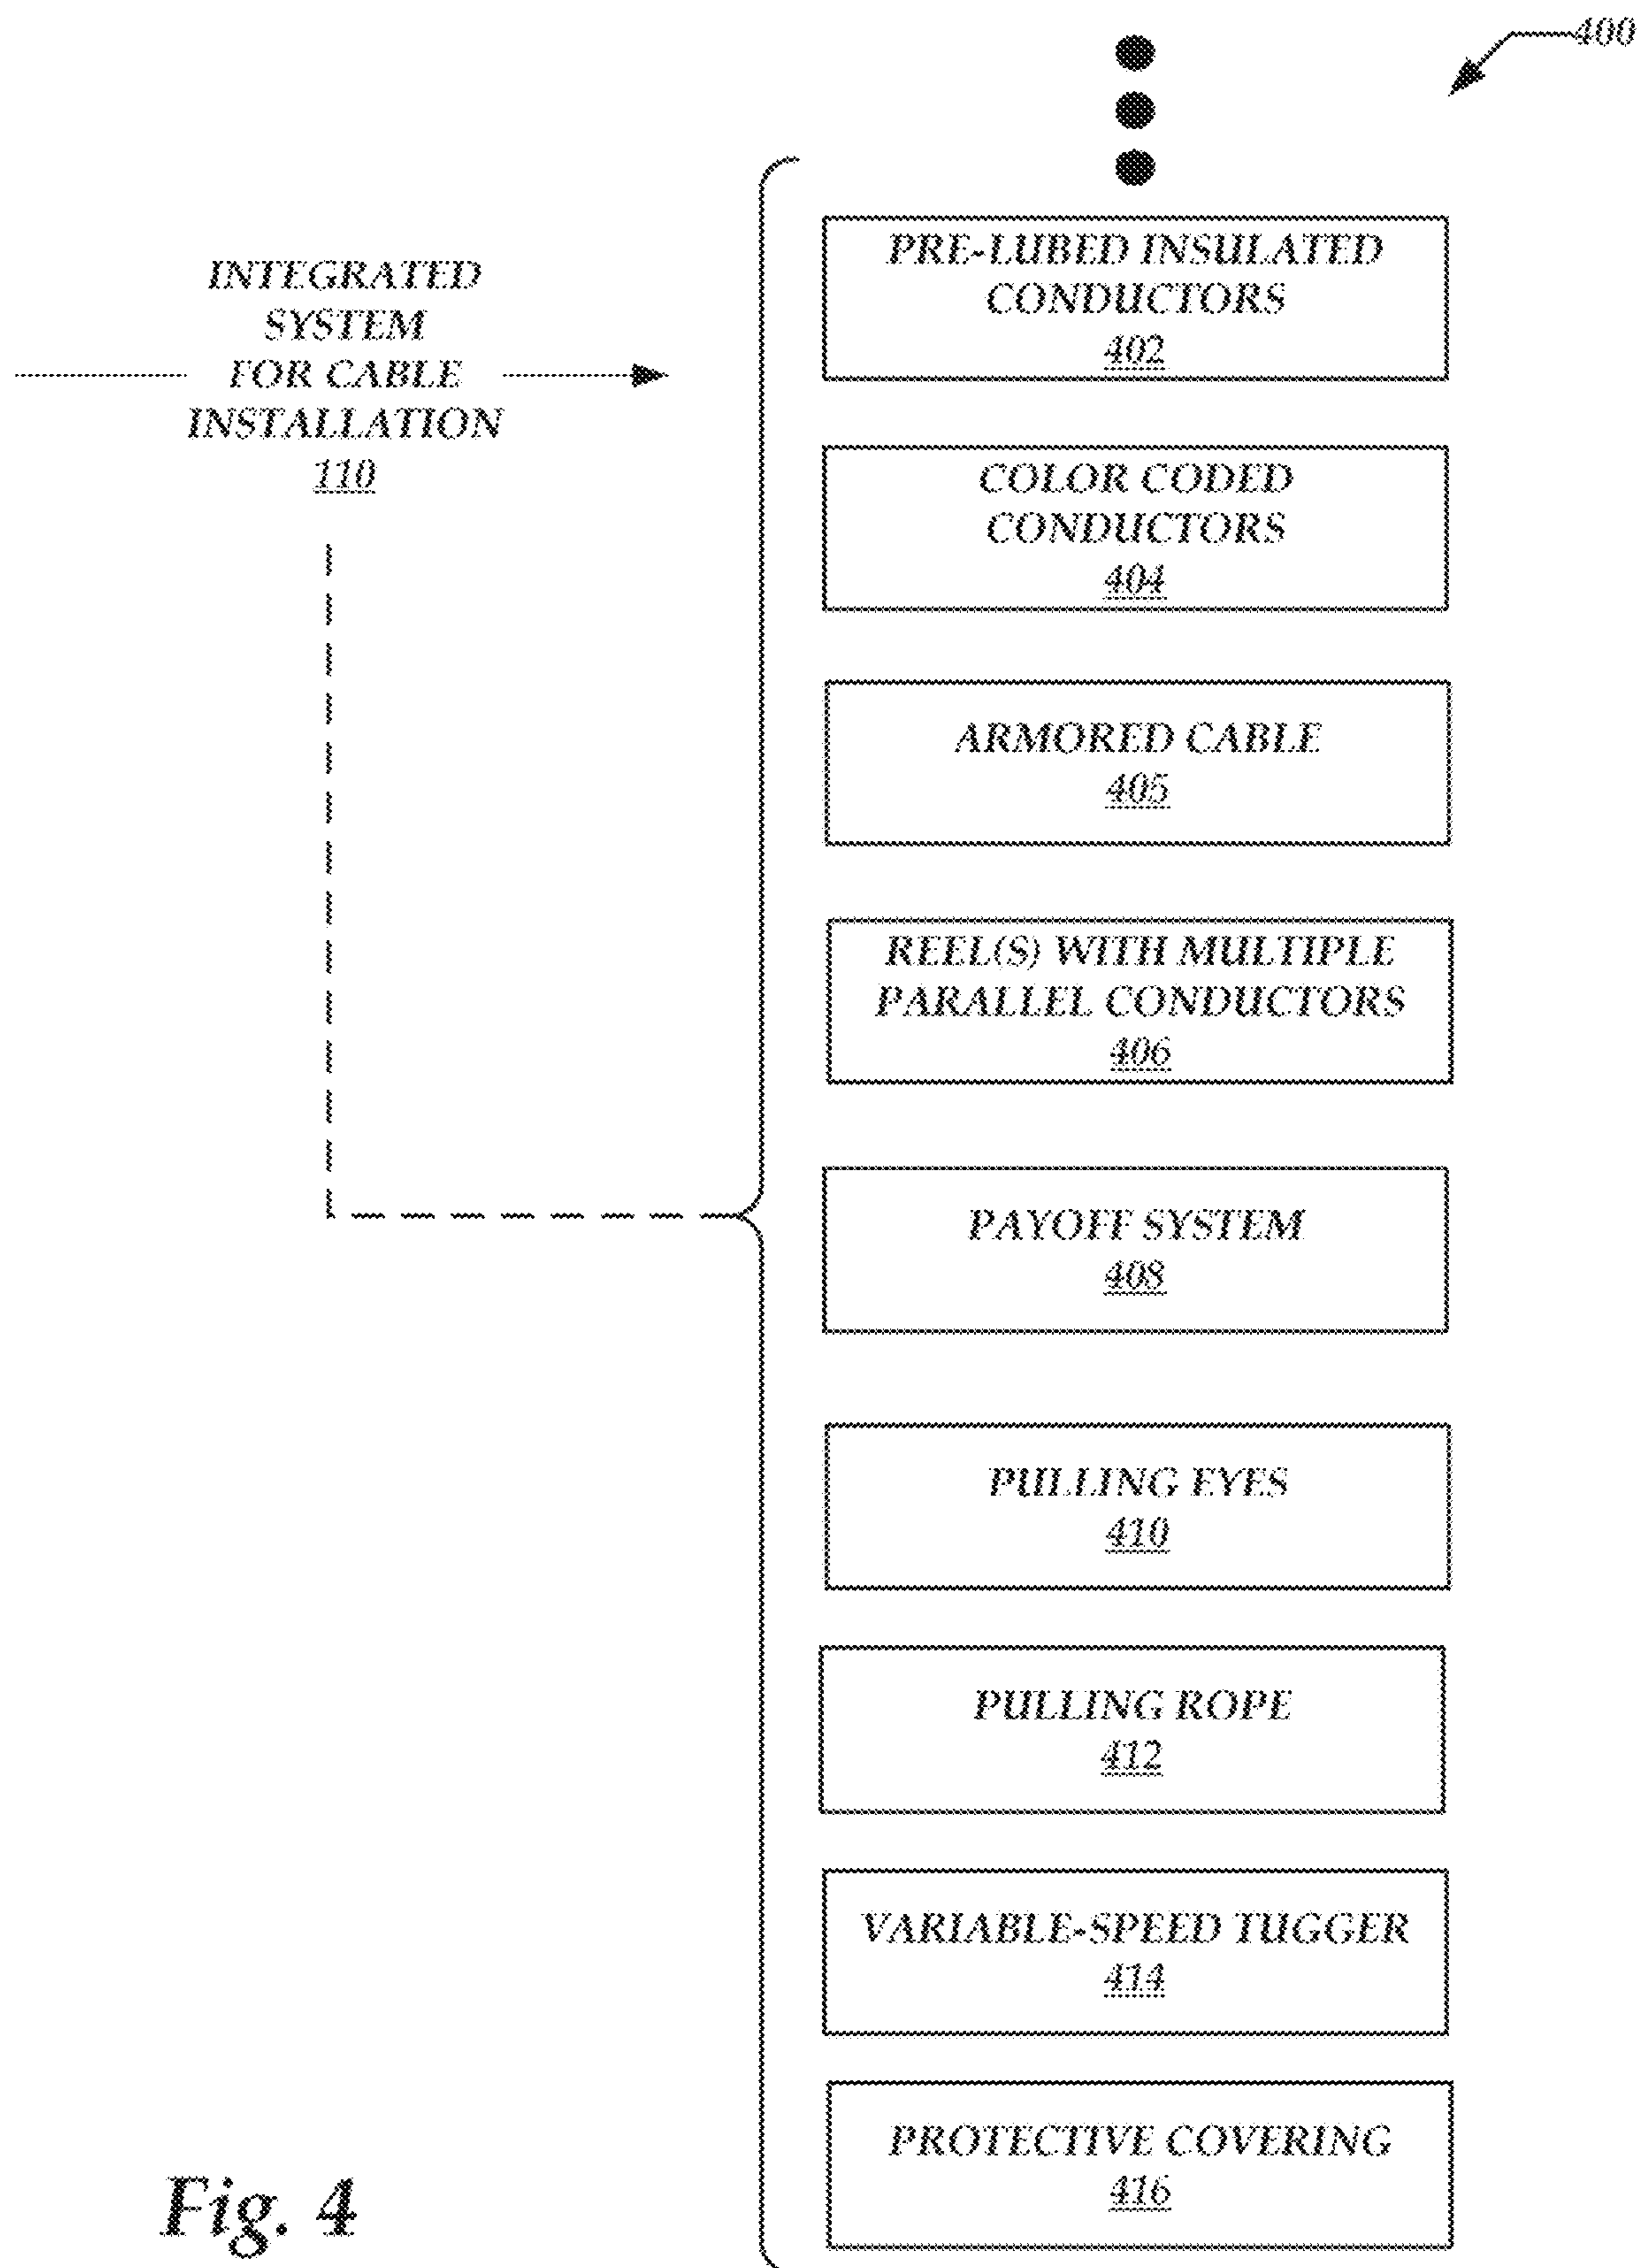 400
INTEGRATED
SYSTEM
FOR CABLE
INSTALLATION
110
PRE-LUBED INSULATED
CONDUCTORS
402
COLOR CODED
CONDUCTORS
404
ARMORED CABLE
405
REEL(S) WITH MULTIPLE
PARALLEL CONDUCTORS
406
PAYOFF SYSTEM
408
PULLING EYES
410
PULLING ROPE
412
VARIABLE-SPEED TUGGER
414
PROTECTIVE COVERING
416
Fig. 4